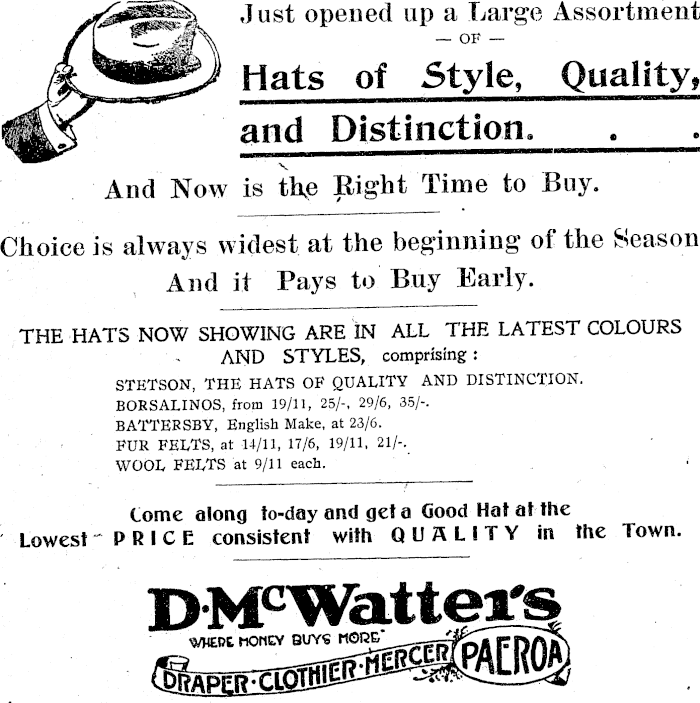 Just opened up a Large Assortment
— OF —
Hats of Style, Quality,
and Distinction. . .
And Now is the Right Time to Buy.
Choice is always widest at the beginning of the Season
And it Pays to Buy Early.
THE HATS NOW SHOWING ARE IN ALL THE LATEST COLOURS
AND STYLES, comprising :
STETSON, THE HATS OF QUALITY AND DISTINCTION.
BORSALINOS, from 19/11, 25/-, 29/6, 35/-.
BATTERSBY, English Make, at 23/6.
FUR FELTS, at 14/11, 17/6, 19/11, 21/-.
WOOL FELTS at 9/11 each.
Come along to-day and get a Good Hat at the
Lowest PRICE consistent with QUALITY in the Town.
D. McWatters
"WHERE MONEY BUYS MORE"
DRAPER · CLOTHIER · MERCER PAEROA